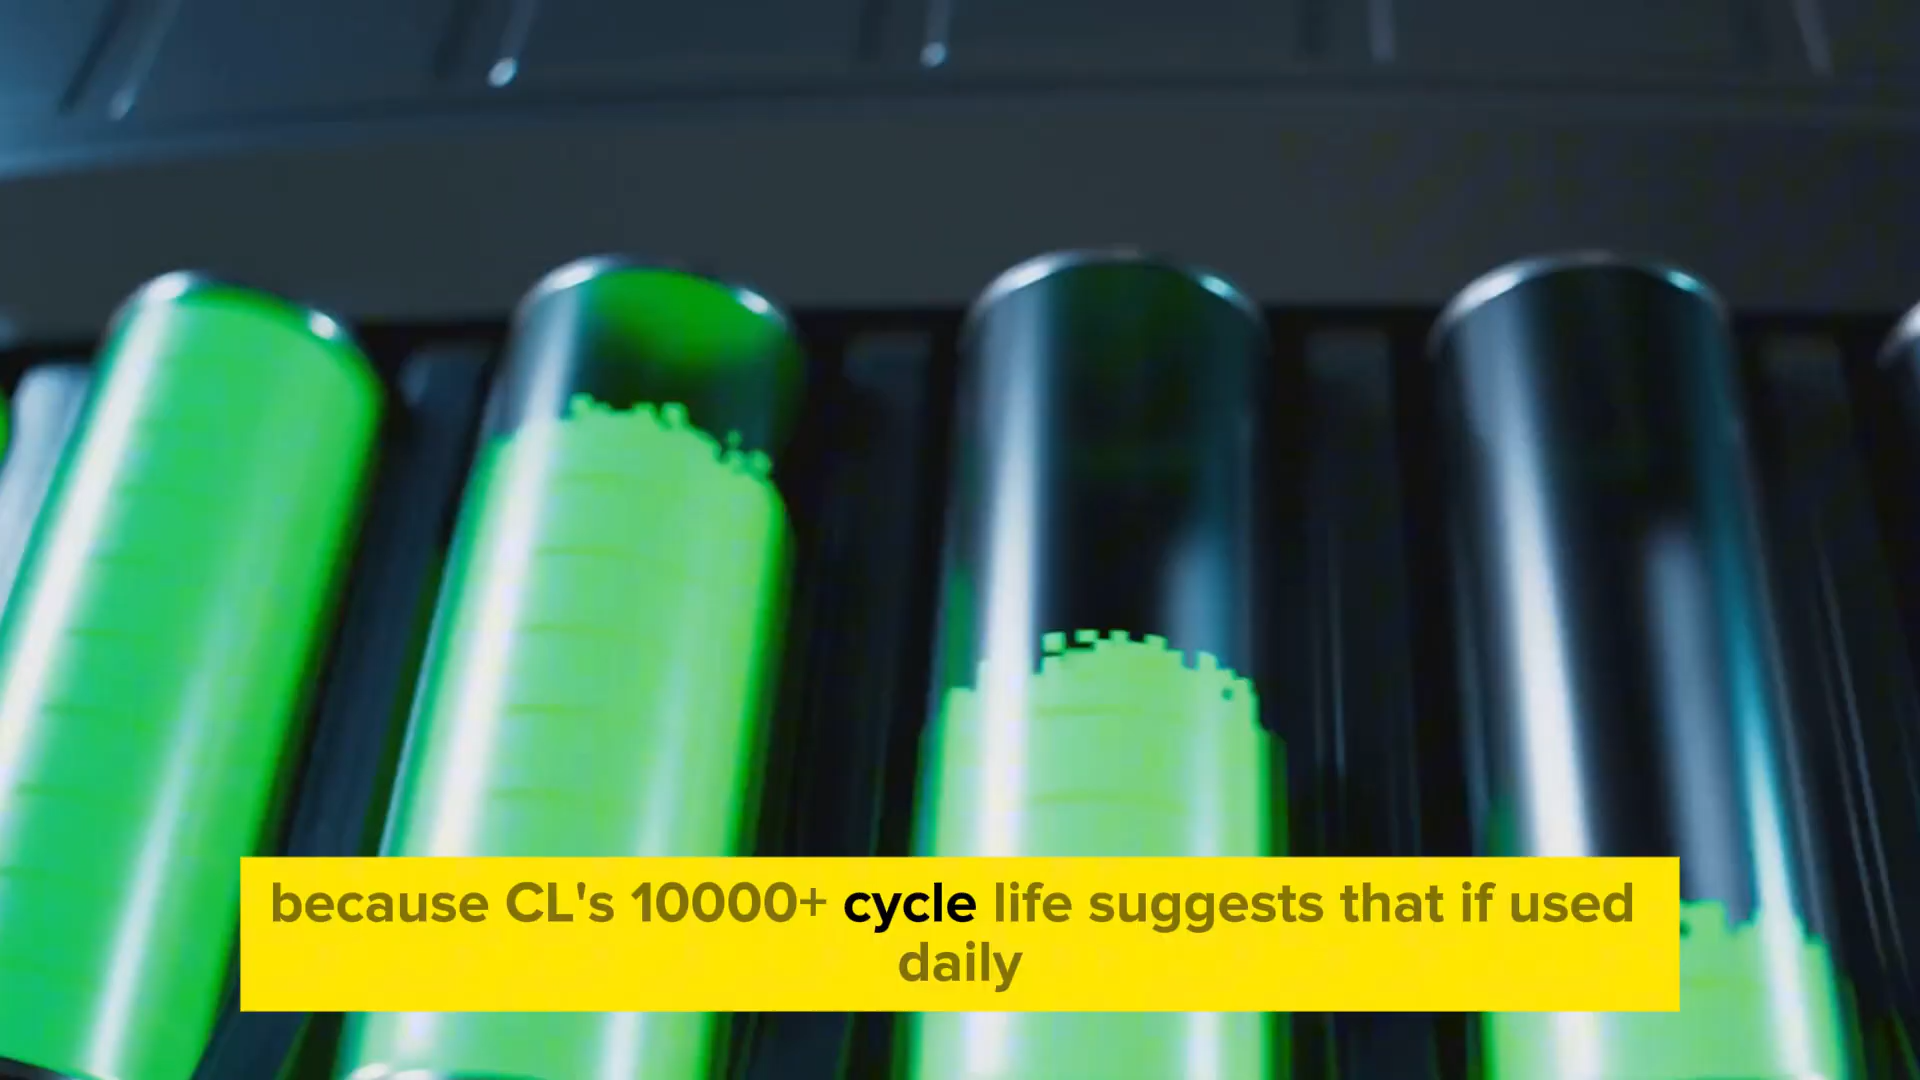 because CL's 10000+ cycle life suggests that if used
daily